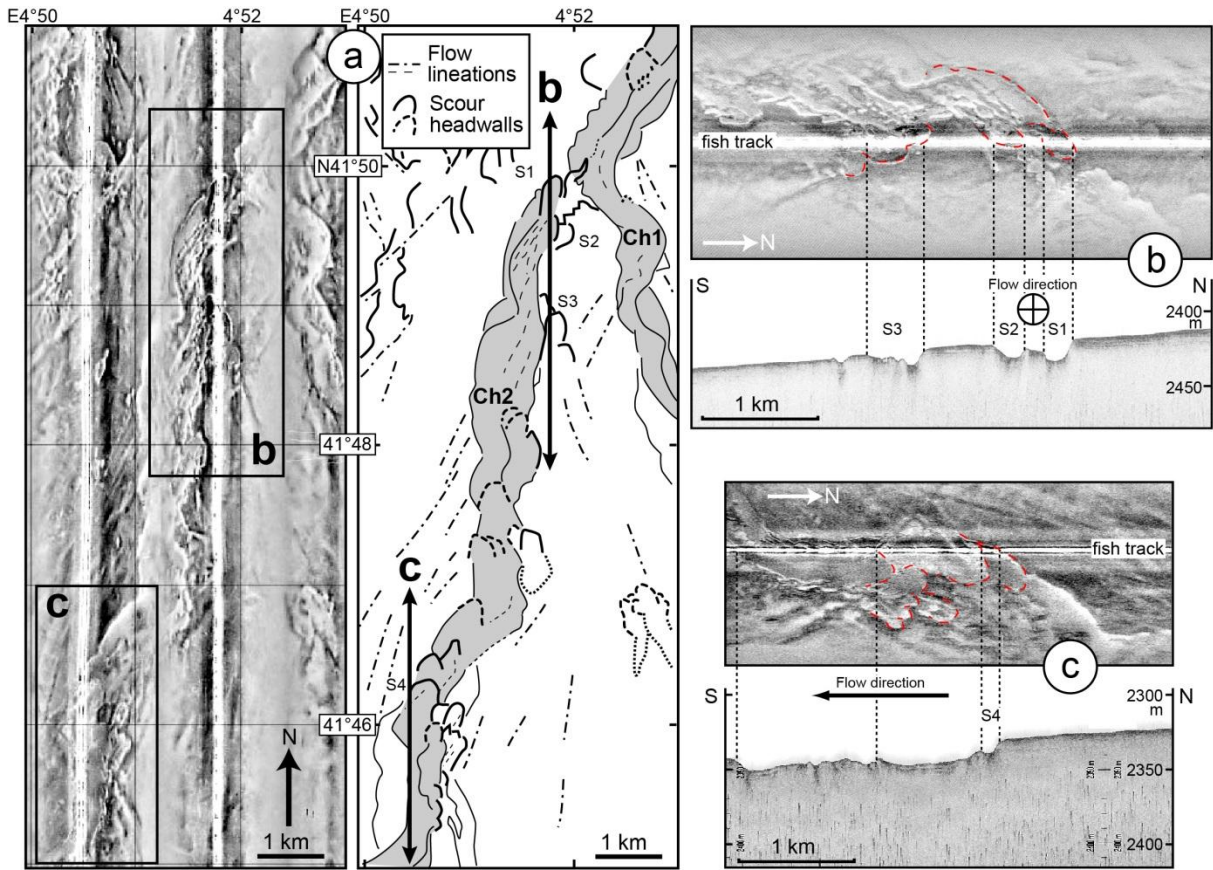 E4°50
4°52
E4°50
4°52
a
Flow
lineations
Scour
headwalls
b
N41°50
S1
S2
Ch1
S3
Ch2
b
41°48
c
c
S4
41°46
N
1 km
1 km
fish track
N
b
S
Flow direction
N
2400
m
S3
S2
S1
2450
1 km
N
fish track
c
S
Flow direction
N
2300
m
S4
2350
1 km
2400